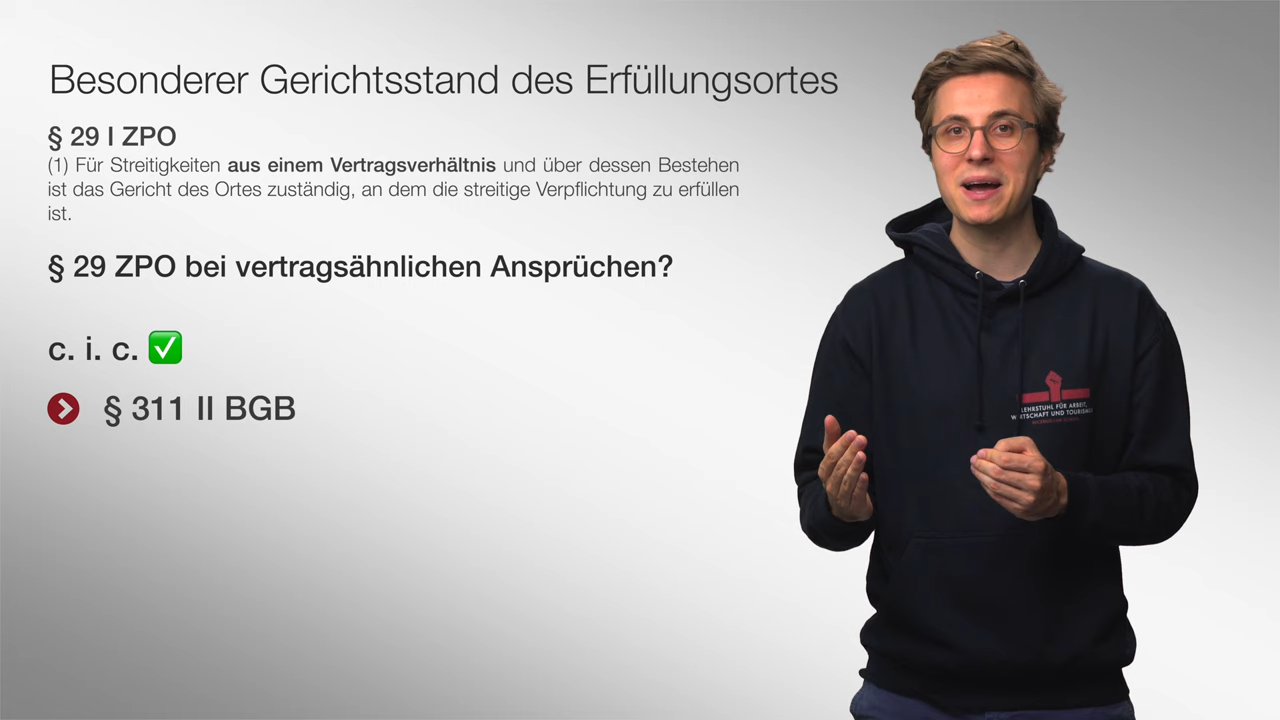 Besonderer Gerichtsstand des Erfüllungsortes
§ 29 I ZPO
(1) Für Streitigkeiten aus einem Vertragsverhältnis und über dessen Bestehen
ist das Gericht des Ortes zuständig, an dem die streitige Verpflichtung zu erfüllen
ist.
§ 29 ZPO bei vertragsähnlichen Ansprüchen?
c. i. c. ✅
§ 311 II BGB
LEHRSTUHL FÜR ARBEIT,
WIRTSCHAFT UND TOURISMUS